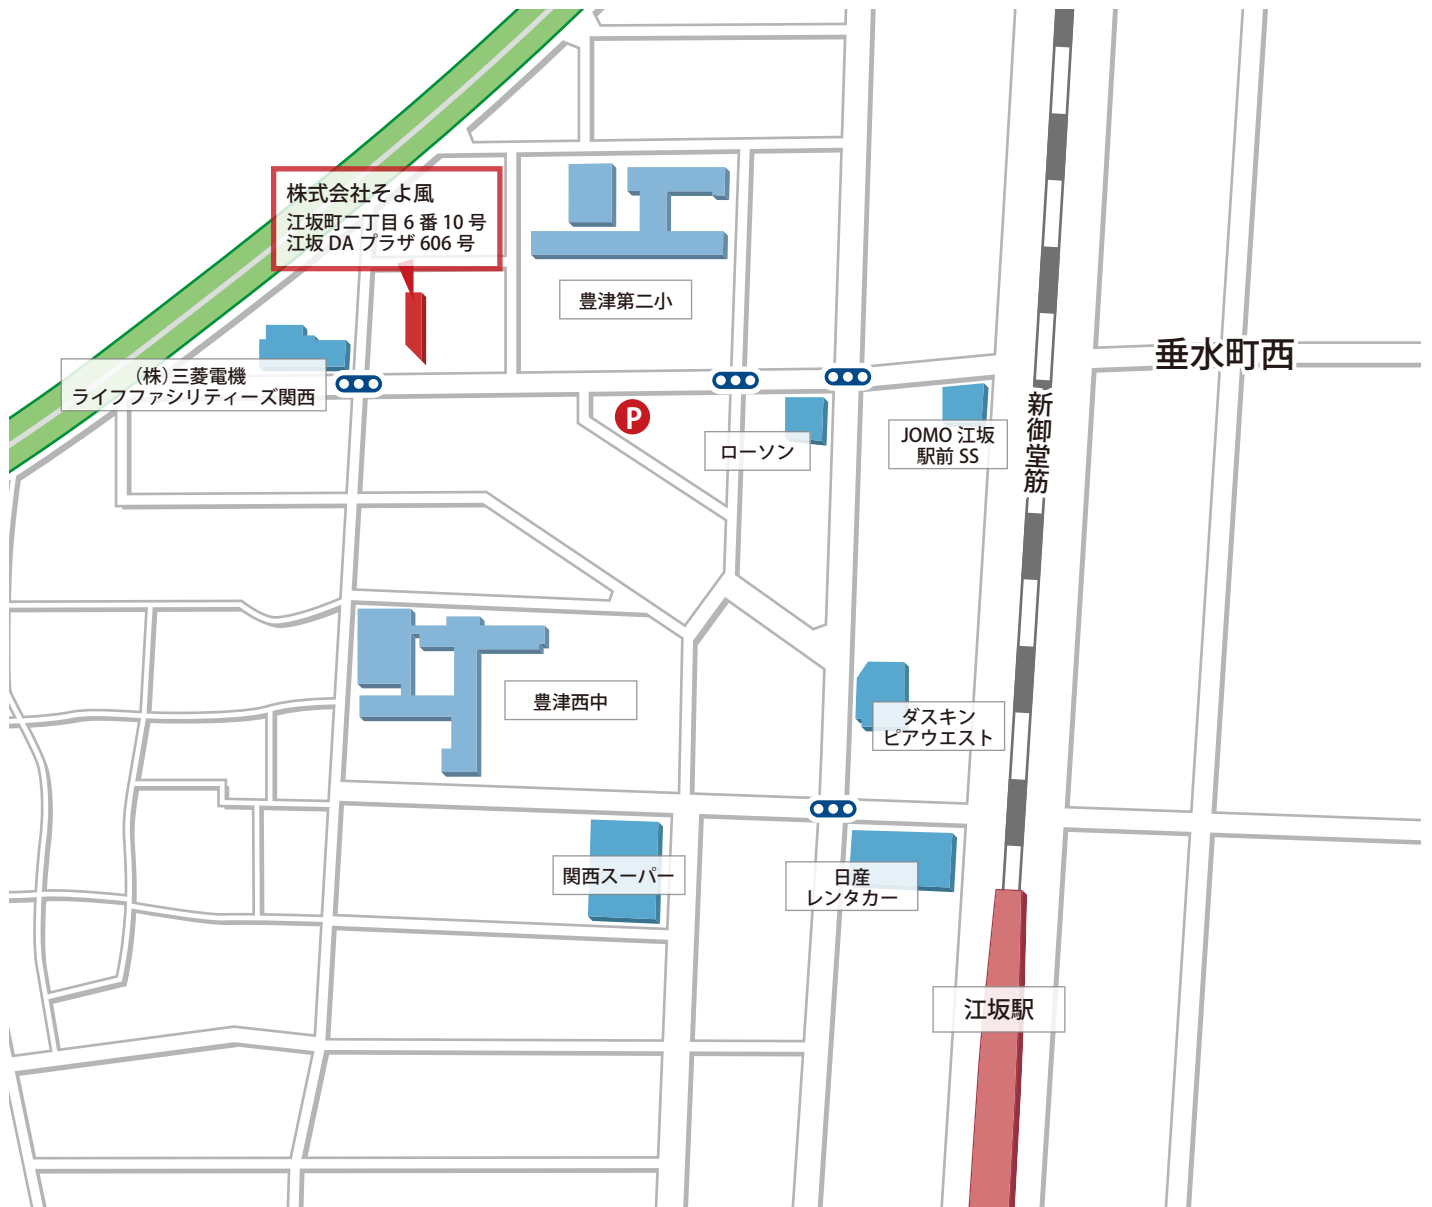 株式会社そよ風
江坂町二丁目 6 番 10 号
江坂 DA プラザ 606 号
豊津第二小
垂水町西
(株)三菱電機
ライフファシリティーズ関西
P
ローソン
JOMO 江坂
駅前 SS
新御堂筋
豊津西中
ダスキン
ピアウエスト
関西スーパー
日産
レンタカー
江坂駅